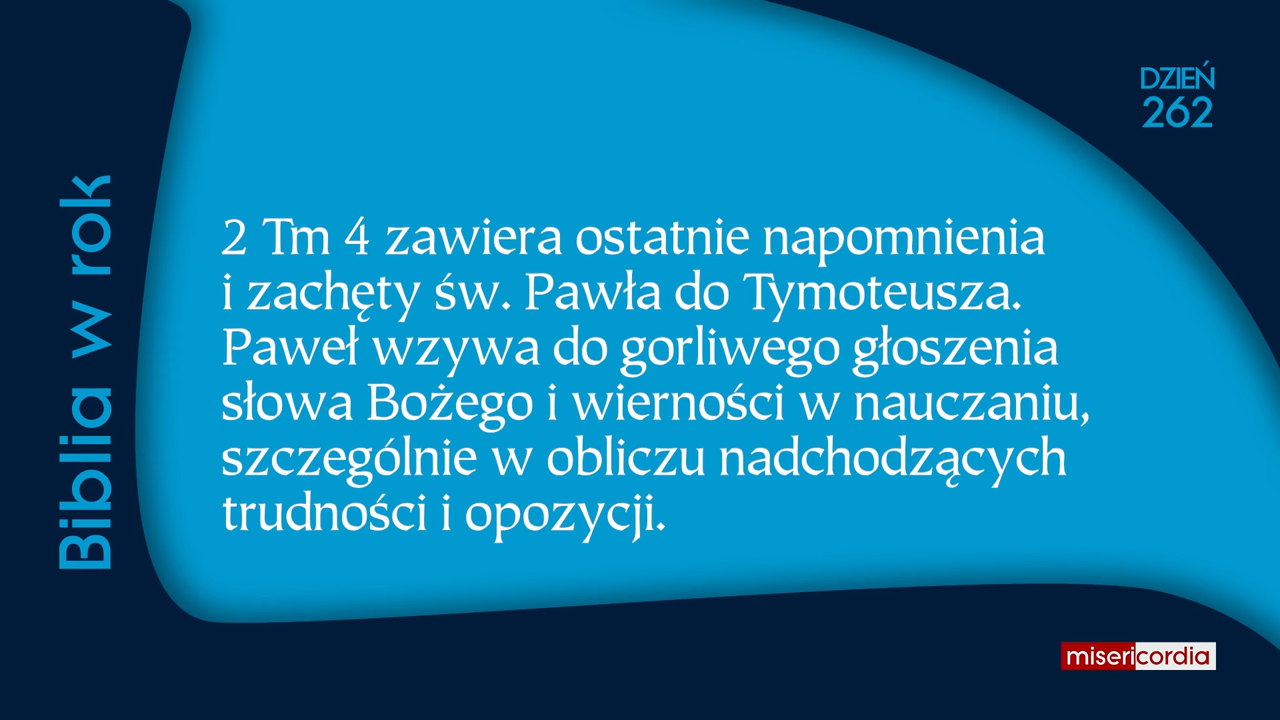 DZIEŃ
262
Biblia w rok
2 Tm 4 zawiera ostatnie napomnienia
i zachęty św. Pawła do Tymoteusza.
Paweł wzywa do gorliwego głoszenia
słowa Bożego i wierności w nauczaniu,
szczególnie w obliczu nadchodzących
trudności i opozycji.
misericordia